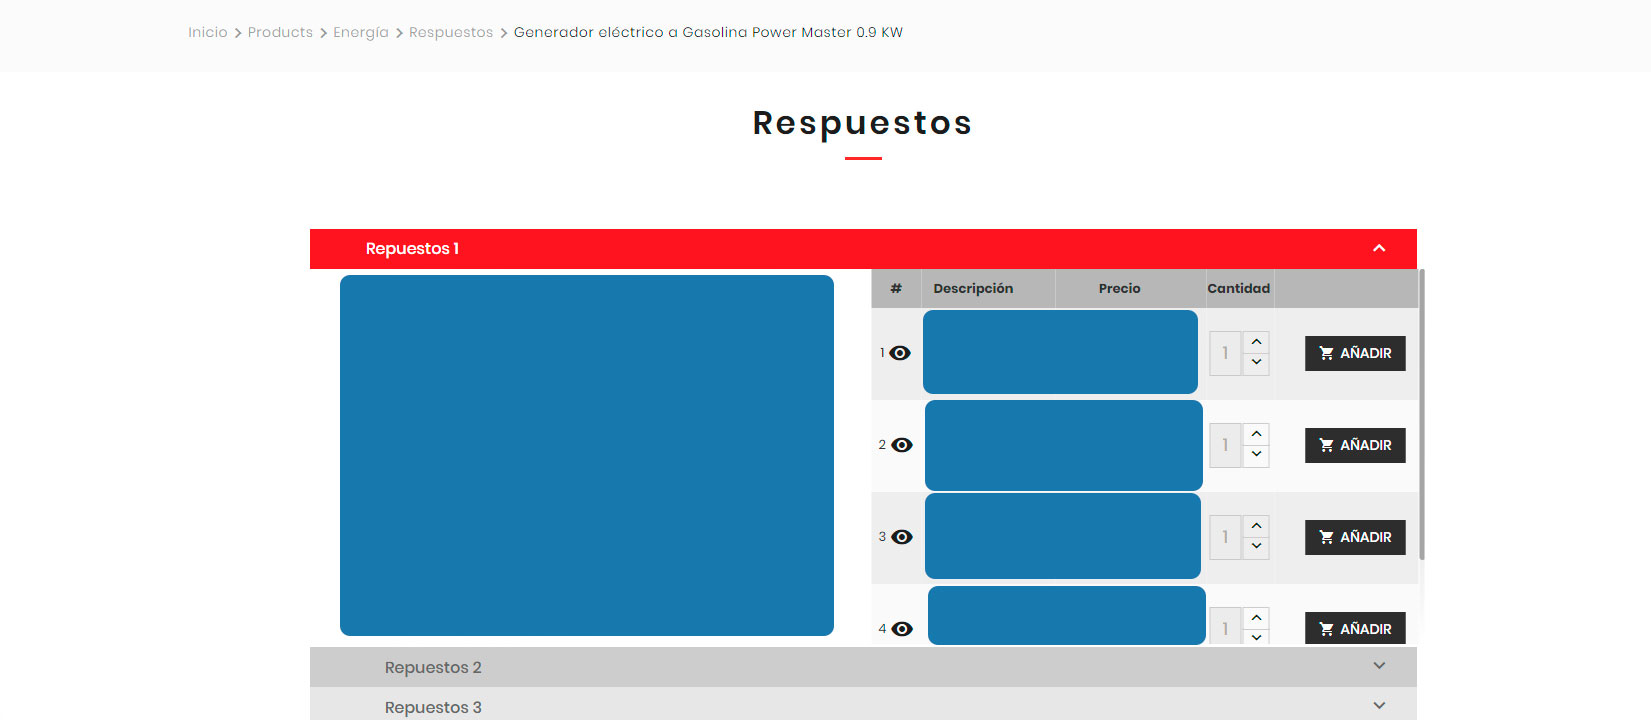 Inicio > Products > Energía > Respuestos > Generador eléctrico a Gasolina Power Master 0.9 KW
Respuestos
Repuestos 1
# Descripción Precio Cantidad
1 1 AÑADIR
2 1 AÑADIR
3 1 AÑADIR
4 1 AÑADIR
Repuestos 2
Repuestos 3